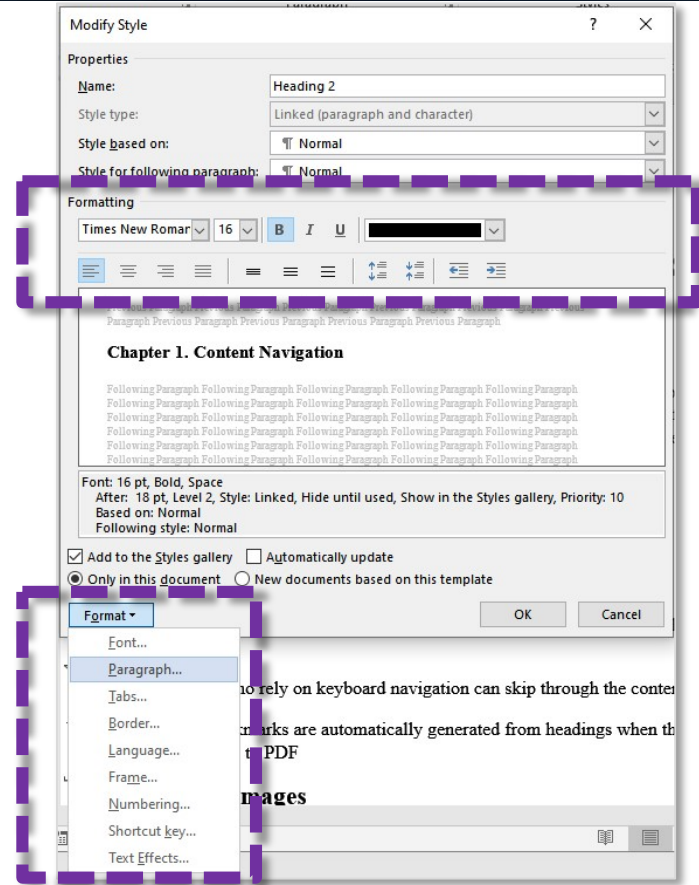 Modify Style ? ×
Properties
Name: Heading 2
Style type: Linked (paragraph and character)
Style based on: ¶ Normal
Style for following paragraph: ¶ Normal
Formatting
Times New Roman 16 B I U
Paragraph Previous Paragraph Previous Paragraph Previous Paragraph Previous Paragraph
Chapter 1. Content Navigation
Following Paragraph Following Paragraph Following Paragraph Following Paragraph Following Paragraph
Following Paragraph Following Paragraph Following Paragraph Following Paragraph Following Paragraph
Following Paragraph Following Paragraph Following Paragraph Following Paragraph Following Paragraph
Following Paragraph Following Paragraph Following Paragraph Following Paragraph Following Paragraph
Following Paragraph Following Paragraph Following Paragraph Following Paragraph Following Paragraph
Following Paragraph Following Paragraph Following Paragraph Following Paragraph Following Paragraph
Font: 16 pt, Bold, Space
After: 18 pt, Level 2, Style: Linked, Hide until used, Show in the Styles gallery, Priority: 10
Based on: Normal
Following style: Normal
Add to the Styles gallery Automatically update
Only in this document New documents based on this template
Format OK Cancel
Font...
Paragraph...
rely on keyboard navigation can skip through the
Tabs...
Border...
are automatically generated from headings when
Language...
PDF
Frame...
Numbering...
Shortcut key...
Text Effects...